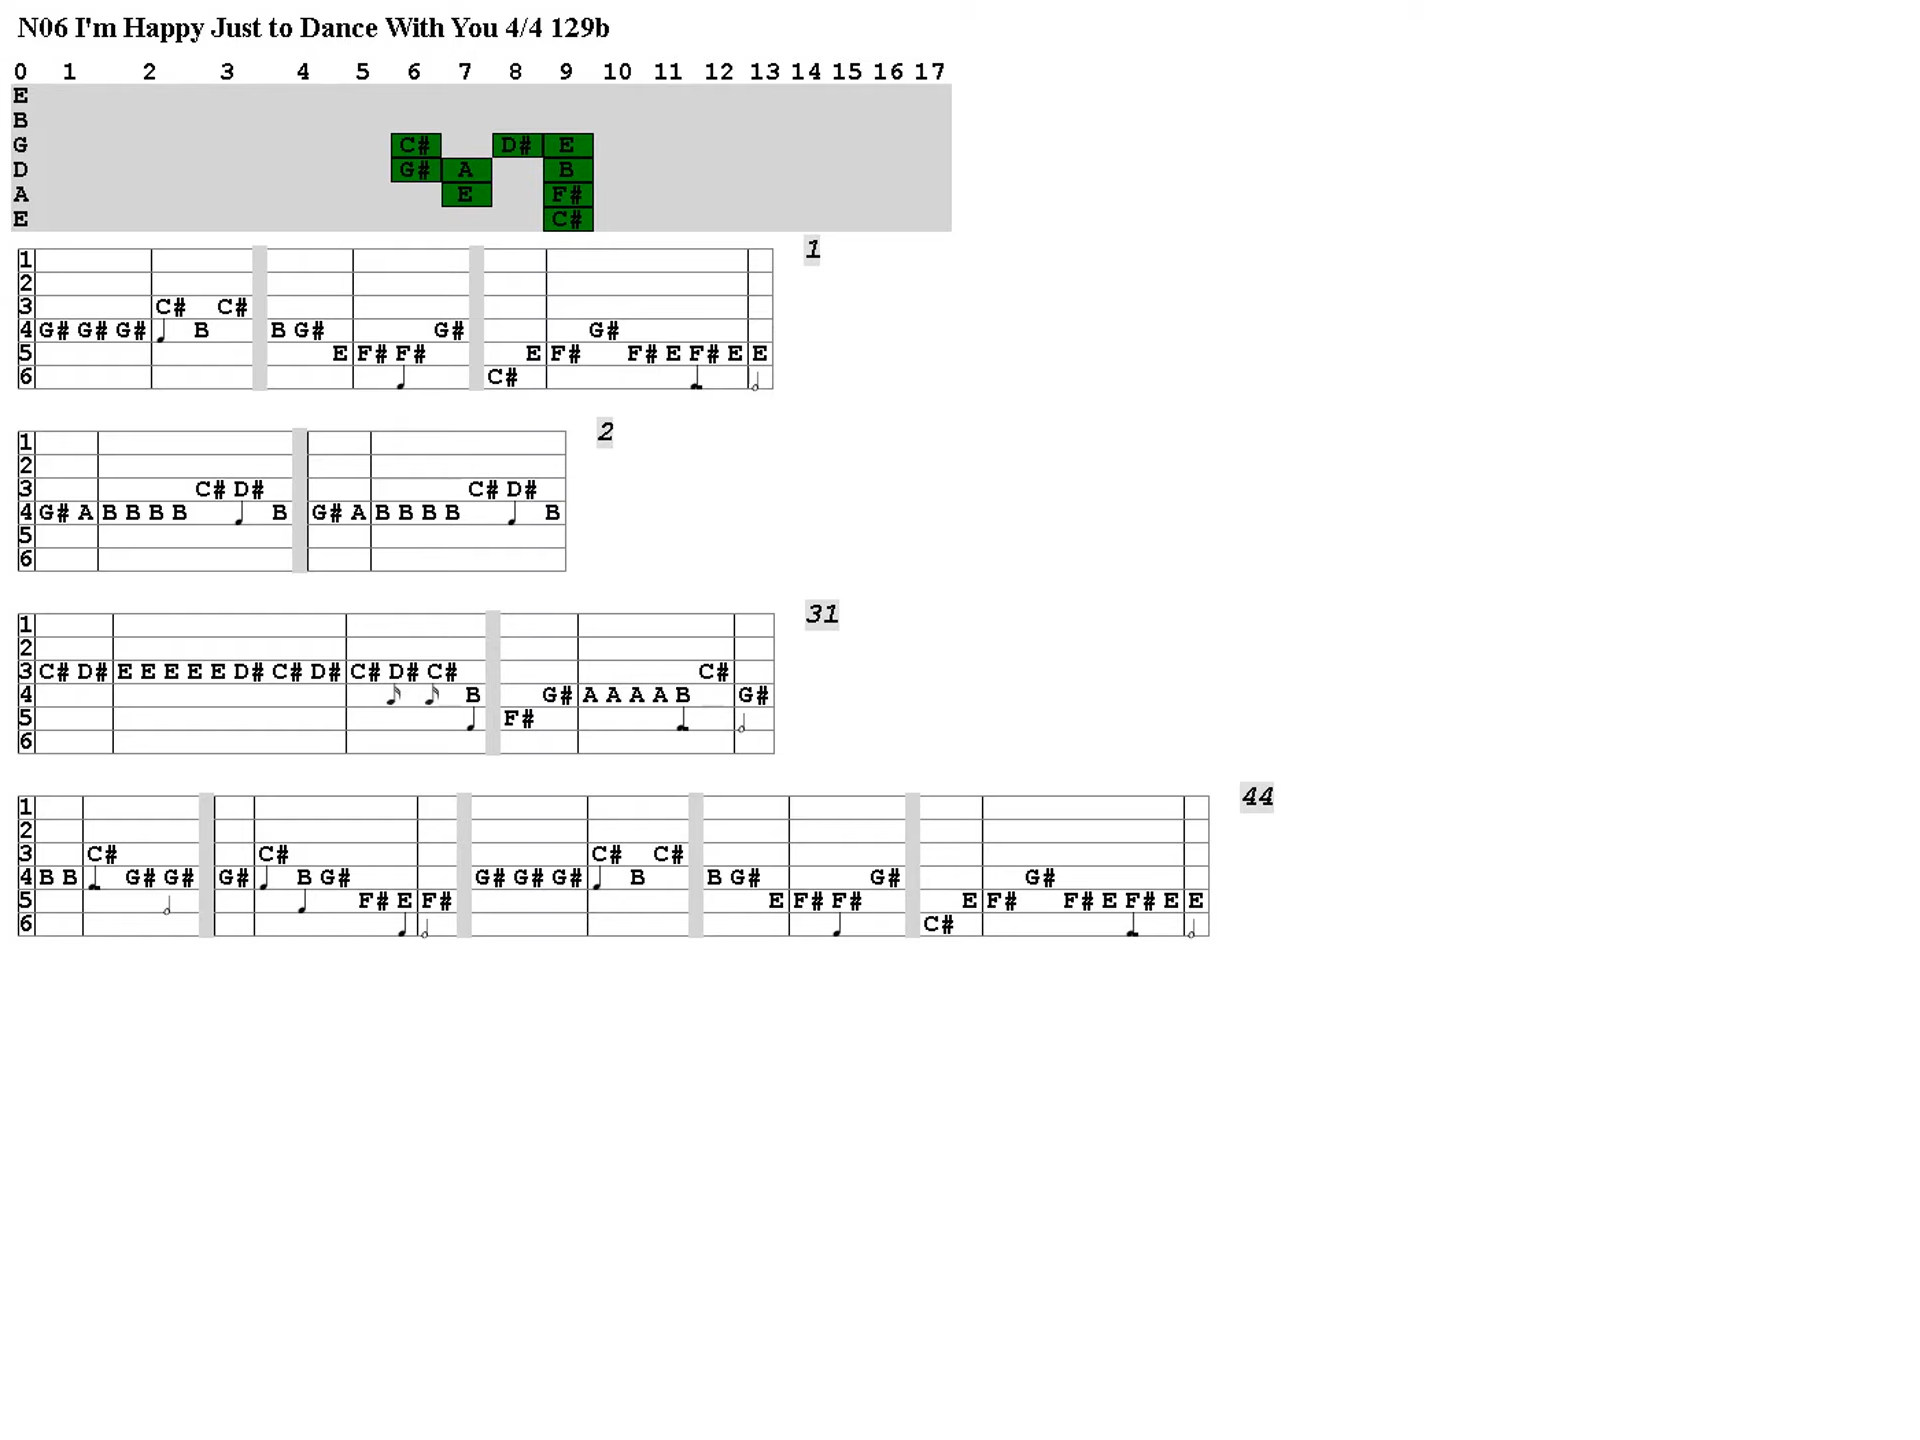 N06 I'm Happy Just to Dance With You 4/4 129b
0 1 2 3 4 5 6 7 8 9 10 11 12 13 14 15 16 17
E
B
G C# D# E
D G# A B
A E F#
E C#
1
1
2
3 C# C#
4 G# G# G# B B G# G# G#
5 E F# F# E F# F# E F# E E
6 C#
2
1
2
3 C# D# C# D#
4 G# A B B B B B G# A B B B B B
5
6
31
1
2
3 C# D# E E E E E D# C# D# C# D# C# C#
4 B G# A A A A B G#
5 F#
6
44
1
2
3 C# C# C# C#
4 B B G# G# G# B G# G# G# G# B B G# G# G#
5 F# E F# E F# F# E F# F# E F# E E
6 C#